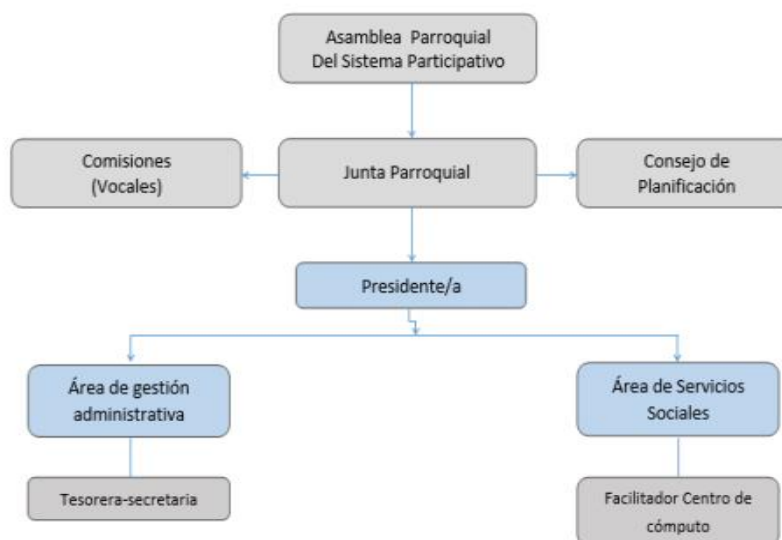 Asamblea Parroquial
Del Sistema Participativo
Comisiones
(Vocales)
Junta Parroquial
Consejo de
Planificación
Presidente/a
Área de gestión
administrativa
Área de Servicios
Sociales
Tesorera-secretaria
Facilitador Centro de
cómputo